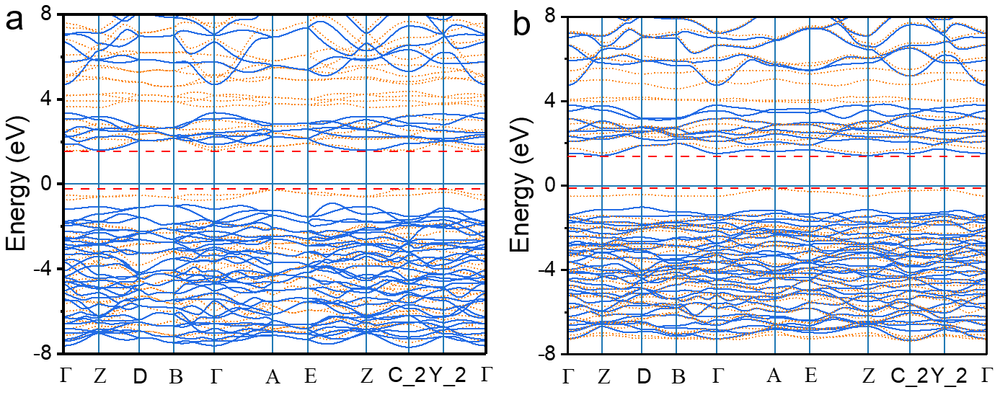 a
8
4
0
-4
-8
Energy (eV)
Γ Z D B Γ A E Z C_2 Y_2 Γ
b
8
4
0
-4
-8
Energy (eV)
Γ Z D B Γ A E Z C_2 Y_2 Γ